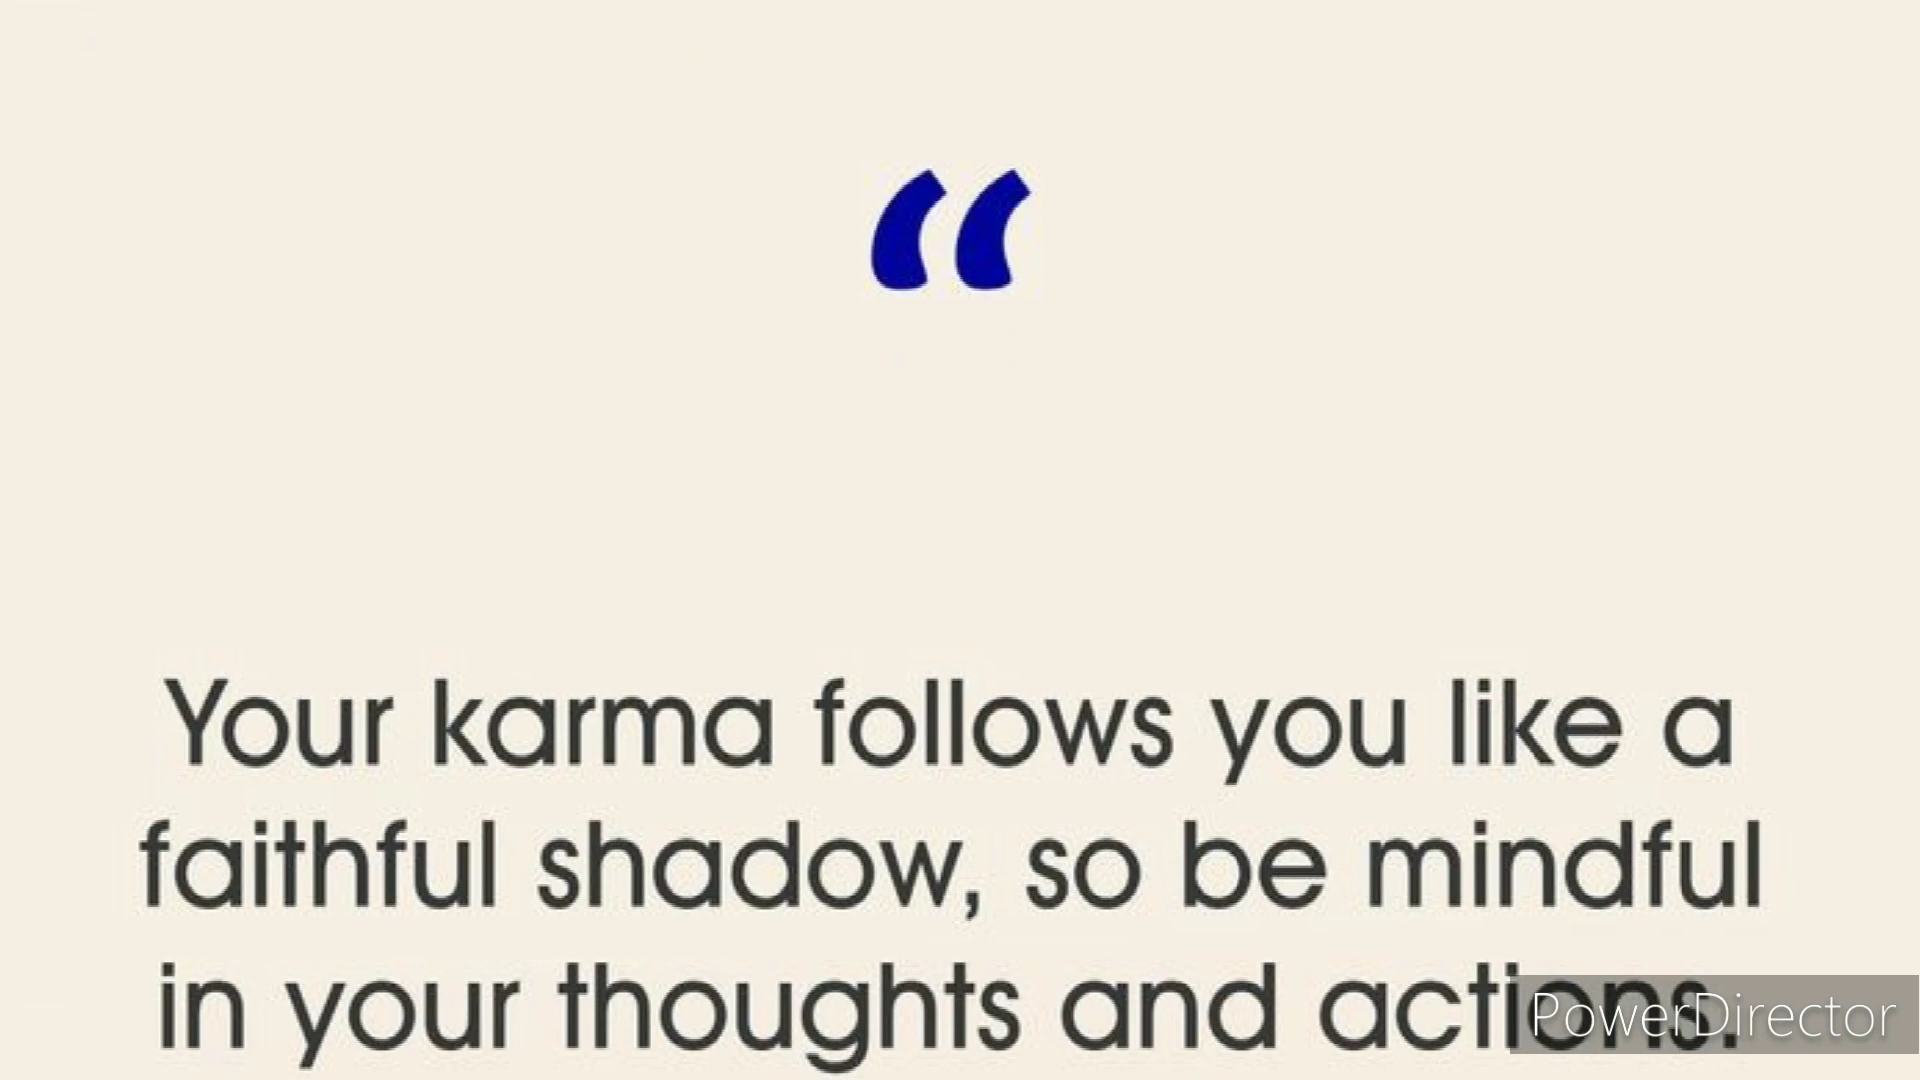 “
Your karma follows you like a
faithful shadow, so be mindful
in your thoughts and actions.
PowerDirector